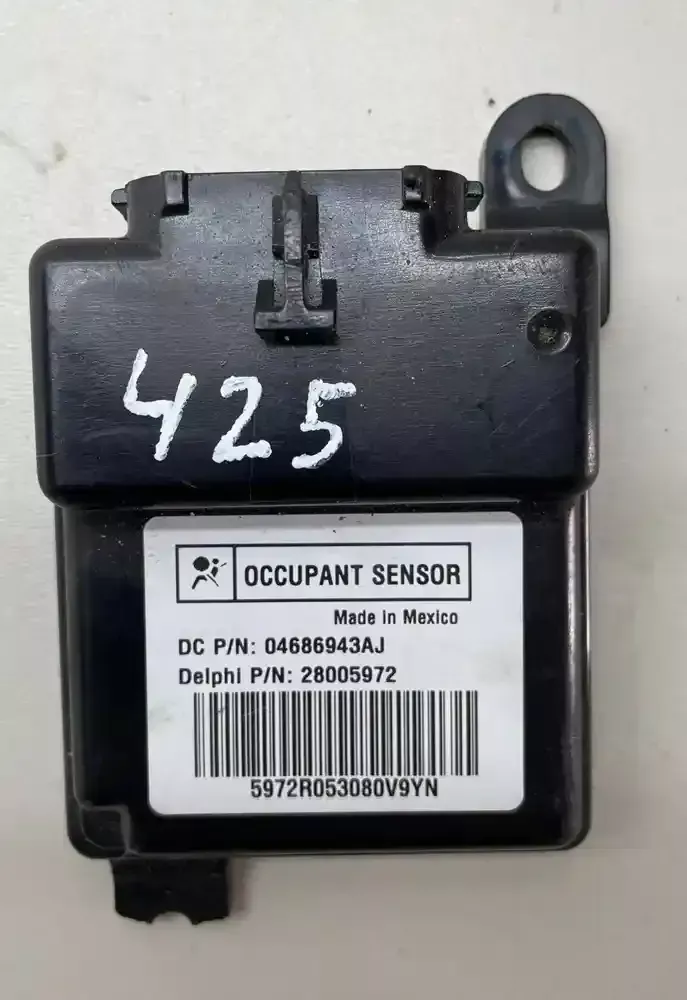 425
OCCUPANT SENSOR
Made in Mexico
DC P/N: 04686943AJ
Delphi P/N: 28005972
5972R053080V9YN